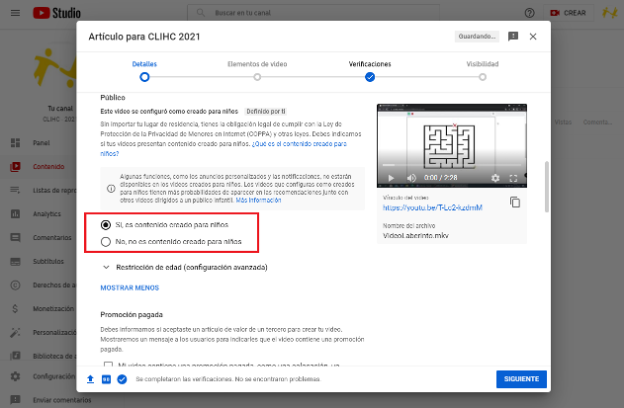 Studio
Buscar en tu canal
CREAR
Artículo para CLIHC 2021
Guardando...
Detalles
Elementos de video
Verificaciones
Visibilidad
Público
Este video se configuró como creado para niños Definido por ti
Sin importar tu lugar de residencia, tienes la obligación legal de cumplir con la Ley de
Protección de la Privacidad de Menores en Internet (COPPA) y otras leyes. Debes indicarnos
si tus videos presentan contenido creado para niños. ¿Qué es el contenido creado para
niños?
Algunas funciones, como los anuncios personalizados y las notificaciones, no estarán
disponibles en los videos creados para niños. Los videos que configuras como creados
para niños tienen más probabilidades de aparecer en las recomendaciones junto con
otros videos dirigidos a un público infantil. Más información
Sí, es contenido creado para niños
No, no es contenido creado para niños
Restricción de edad (configuración avanzada)
MOSTRAR MENOS
Promoción pagada
Debes informarnos si aceptaste un artículo de valor de un tercero para crear tu video.
Mostraremos un mensaje a los usuarios para indicarles que el video contiene una promoción
pagada.
Mi video contiene una promoción pagada, como una colocación, un
0:00 / 2:28
Vínculo del video
Nombre del archivo
VideoLaberinto.mkv
Se completaron las verificaciones. No se encontraron problemas.
SIGUIENTE
Tu canal
CLIHC 202
Panel
Contenido
Listas de repro
Analytics
Comentarios
Subtítulos
Derechos de a
Monetización
Personalizació
Biblioteca de a
Configuración
Enviar comentarios